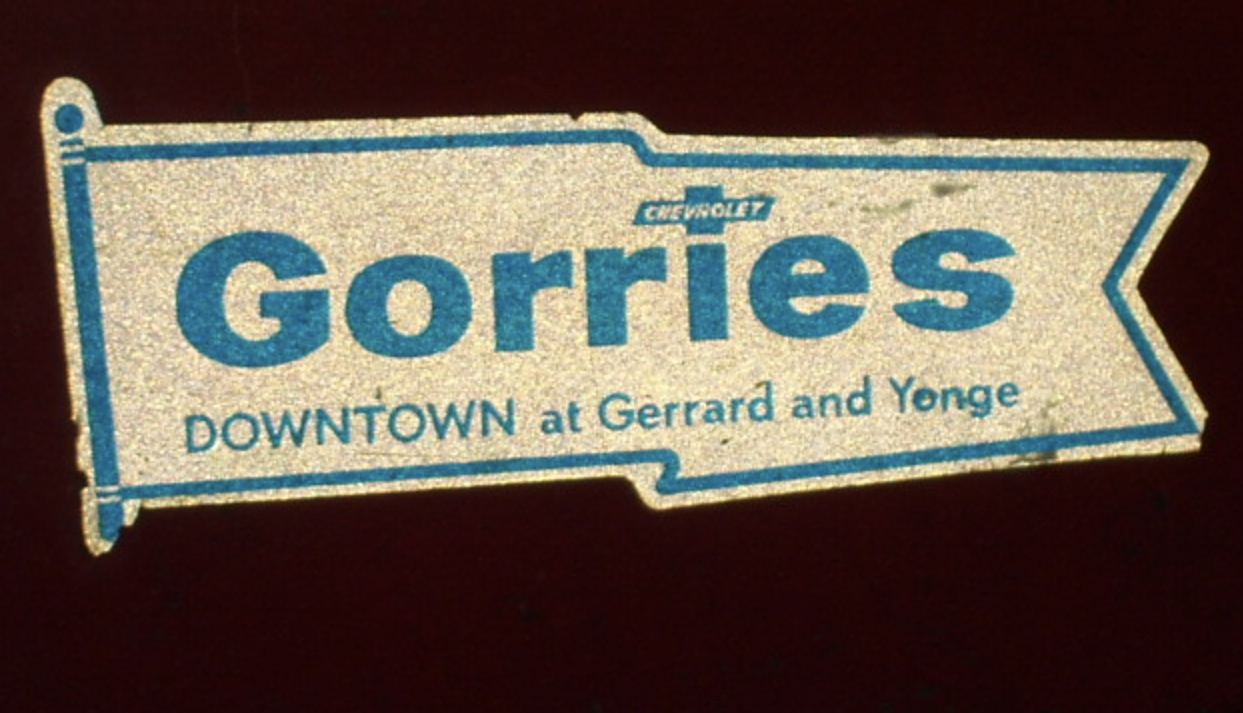 CHEVROLET
Gorries
DOWNTOWN at Gerrard and Yonge